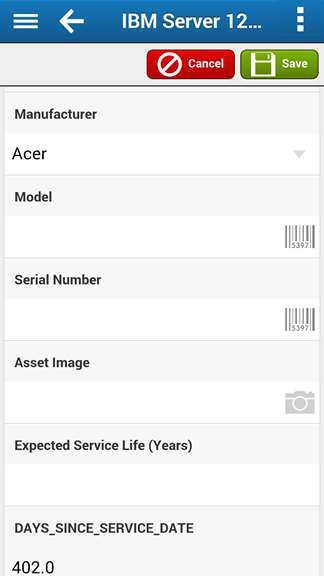 IBM Server 12...
Cancel
Save
Manufacturer
Acer
Model
5397
Serial Number
5397
Asset Image
Expected Service Life (Years)
DAYS_SINCE_SERVICE_DATE
402.0